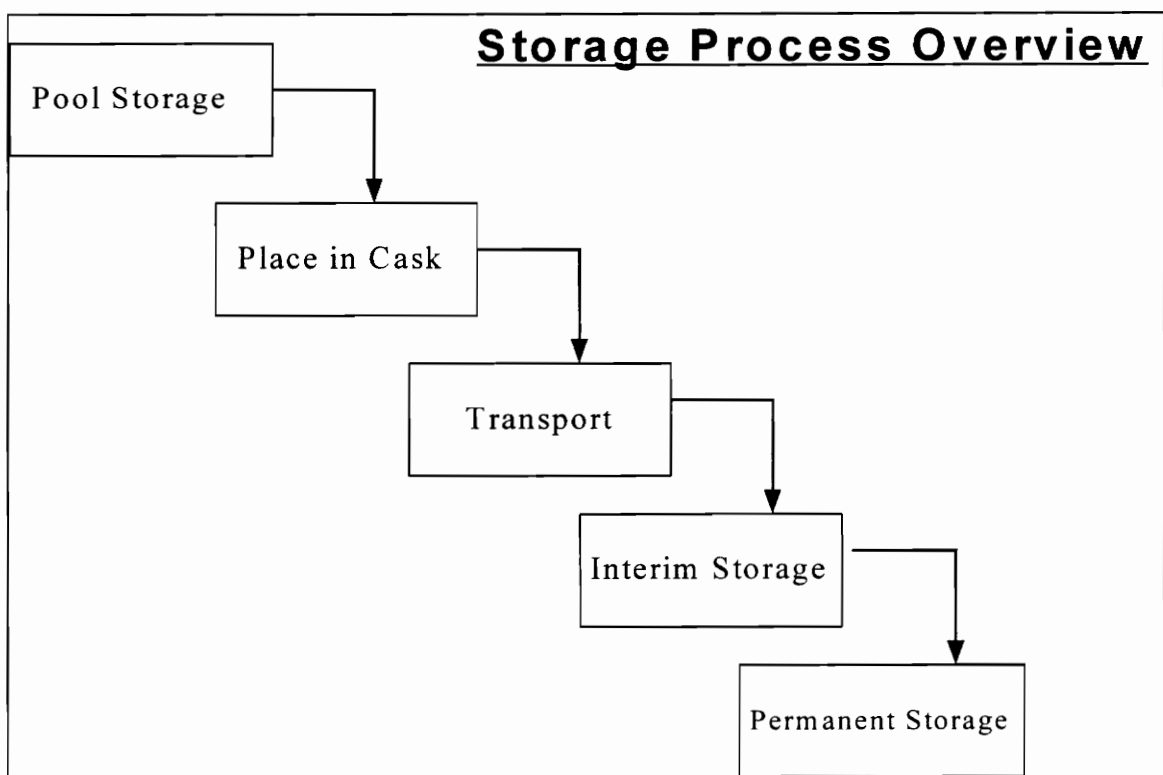 Storage Process Overview
Pool Storage
Place in Cask
Transport
Interim Storage
Permanent Storage